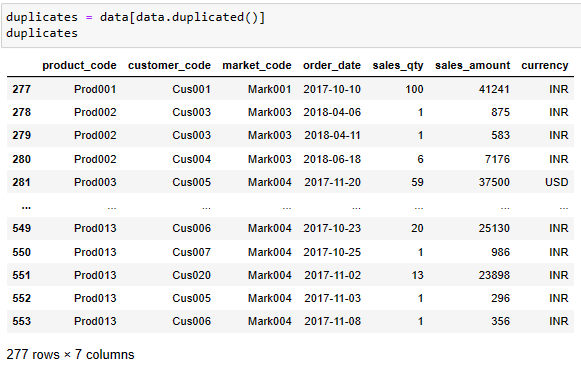 duplicates = data[data.duplicated()]
duplicates
product_code customer_code market_code order_date sales_qty sales_amount currency
277 Prod001 Cus001 Mark001 2017-10-10 100 41241 INR
278 Prod002 Cus003 Mark003 2018-04-06 1 875 INR
279 Prod002 Cus003 Mark003 2018-04-11 1 583 INR
280 Prod002 Cus004 Mark003 2018-06-18 6 7176 INR
281 Prod003 Cus005 Mark004 2017-11-20 59 37500 USD
... ... ... ... ... ... ... ...
549 Prod013 Cus006 Mark004 2017-10-23 20 25130 INR
550 Prod013 Cus007 Mark004 2017-10-25 1 986 INR
551 Prod013 Cus020 Mark004 2017-11-02 13 23898 INR
552 Prod013 Cus005 Mark004 2017-11-03 1 296 INR
553 Prod013 Cus006 Mark004 2017-11-08 1 356 INR
277 rows × 7 columns